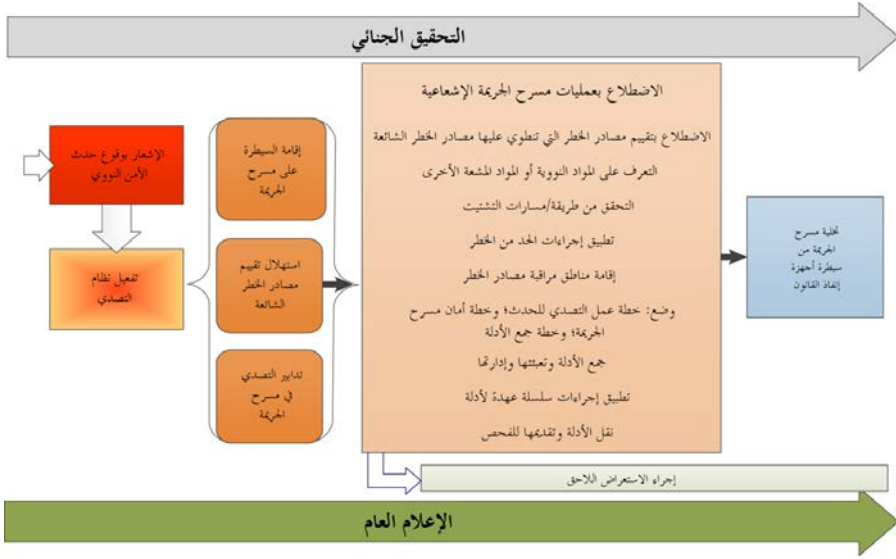 التحقيق الجنائي
الإشعار بوقوع حدث
الأمن النووي
تفعيل نظام
التصدي
إقامة السيطرة
على مسرح
الجريمة
استهلال تقييم
مصادر الخطر
الشائعة
تدابير التصدي
في مسرح
الجريمة
الاضطلاع بعمليات مسرح الجريمة الإشعاعية
الاضطلاع بتقييم مصادر الخطر التي تنطوي عليها مصادر الخطر الشائعة
التعرف على المواد النووية أو المواد المشعة الأخرى
التحقق من طريقة/مسارات التشتيت
تطبيق إجراءات الحد من الخطر
إقامة مناطق مراقبة مصادر الخطر
وضع: خطة عمل التصدي للحدث؛ وخطة أمان مسرح
الجريمة؛ وخطة جمع الأدلة
جمع الأدلة وتعبئتها وإدارتها
تطبيق إجراءات سلسلة عهدة لأدلة
نقل الأدلة وتقديمها للفحص
تخلية مسرح
الجريمة من
سيطرة أجهزة
إنفاذ القانون
إجراء الاستعراض اللاحق
الإعلام العام